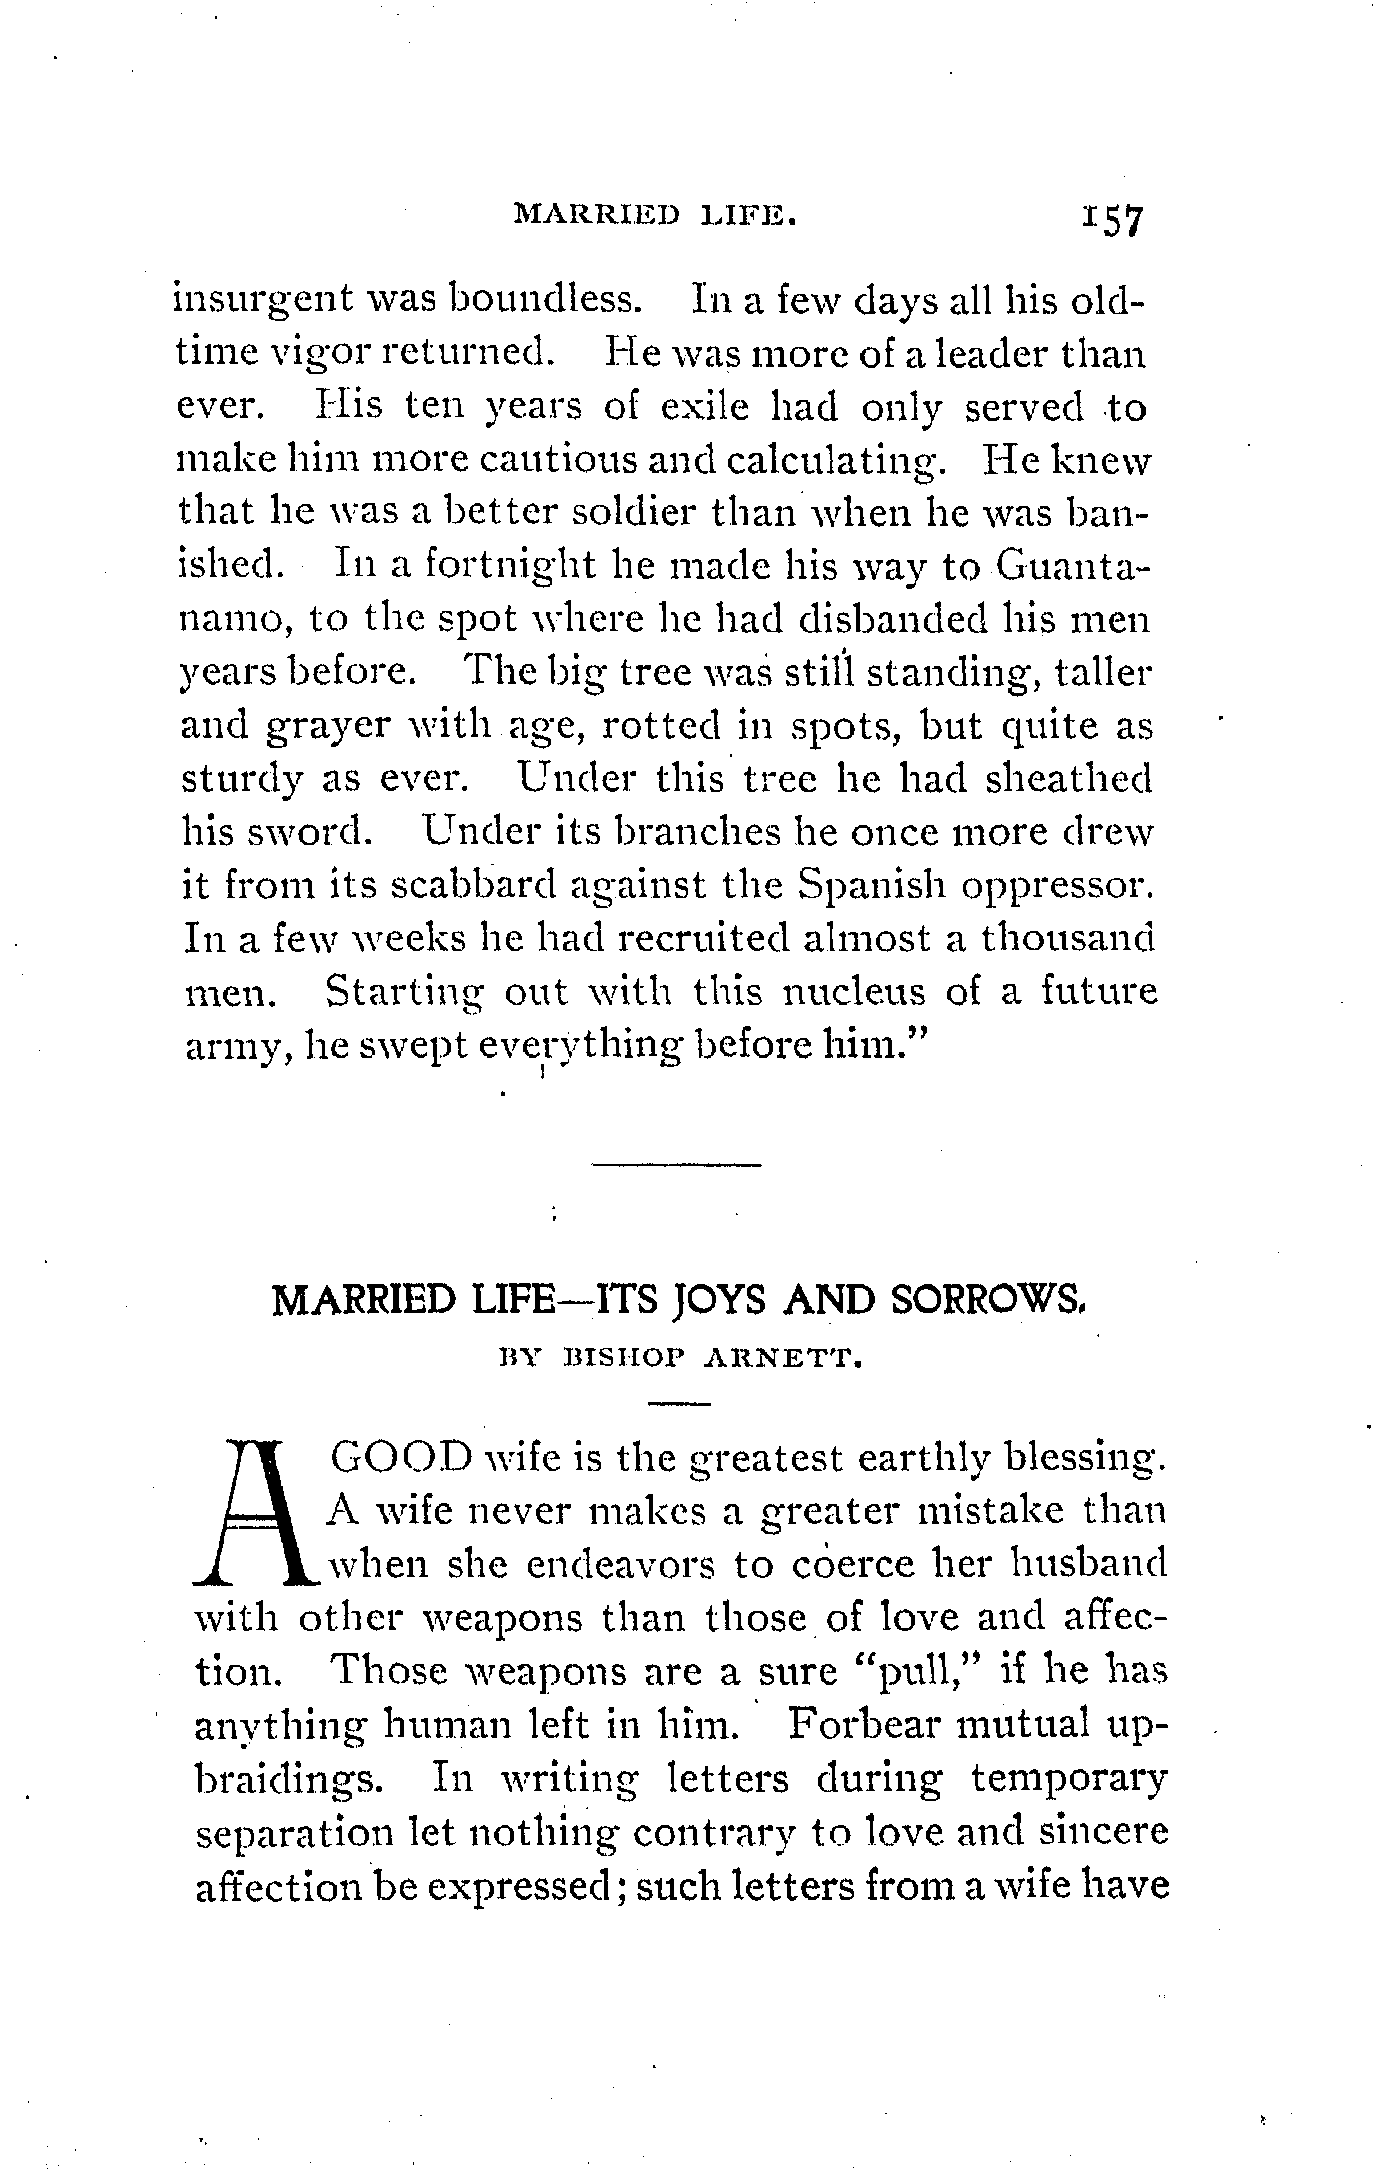 MARRIED LIFE. 157
insurgent was boundless. In a few days all his old-
time vigor returned. He was more of a leader than
ever. His ten years of exile had only served to
make him more cautious and calculating. He knew
that he was a better soldier than when he was ban-
ished. In a fortnight he made his way to Guanta-
namo, to the spot where he had disbanded his men
years before. The big tree was still standing, taller
and grayer with age, rotted in spots, but quite as
sturdy as ever. Under this tree he had sheathed
his sword. Under its branches he once more drew
it from its scabbard against the Spanish oppressor.
In a few weeks he had recruited almost a thousand
men. Starting out with this nucleus of a future
army, he swept everything before him."
MARRIED LIFE—ITS JOYS AND SORROWS.
BY BISHOP ARNETT.
A GOOD wife is the greatest earthly blessing.
A wife never makes a greater mistake than
when she endeavors to coerce her husband
with other weapons than those of love and affec-
tion. Those weapons are a sure "pull," if he has
anything human left in him. Forbear mutual up-
braidings. In writing letters during temporary
separation let nothing contrary to love and sincere
affection be expressed; such letters from a wife have